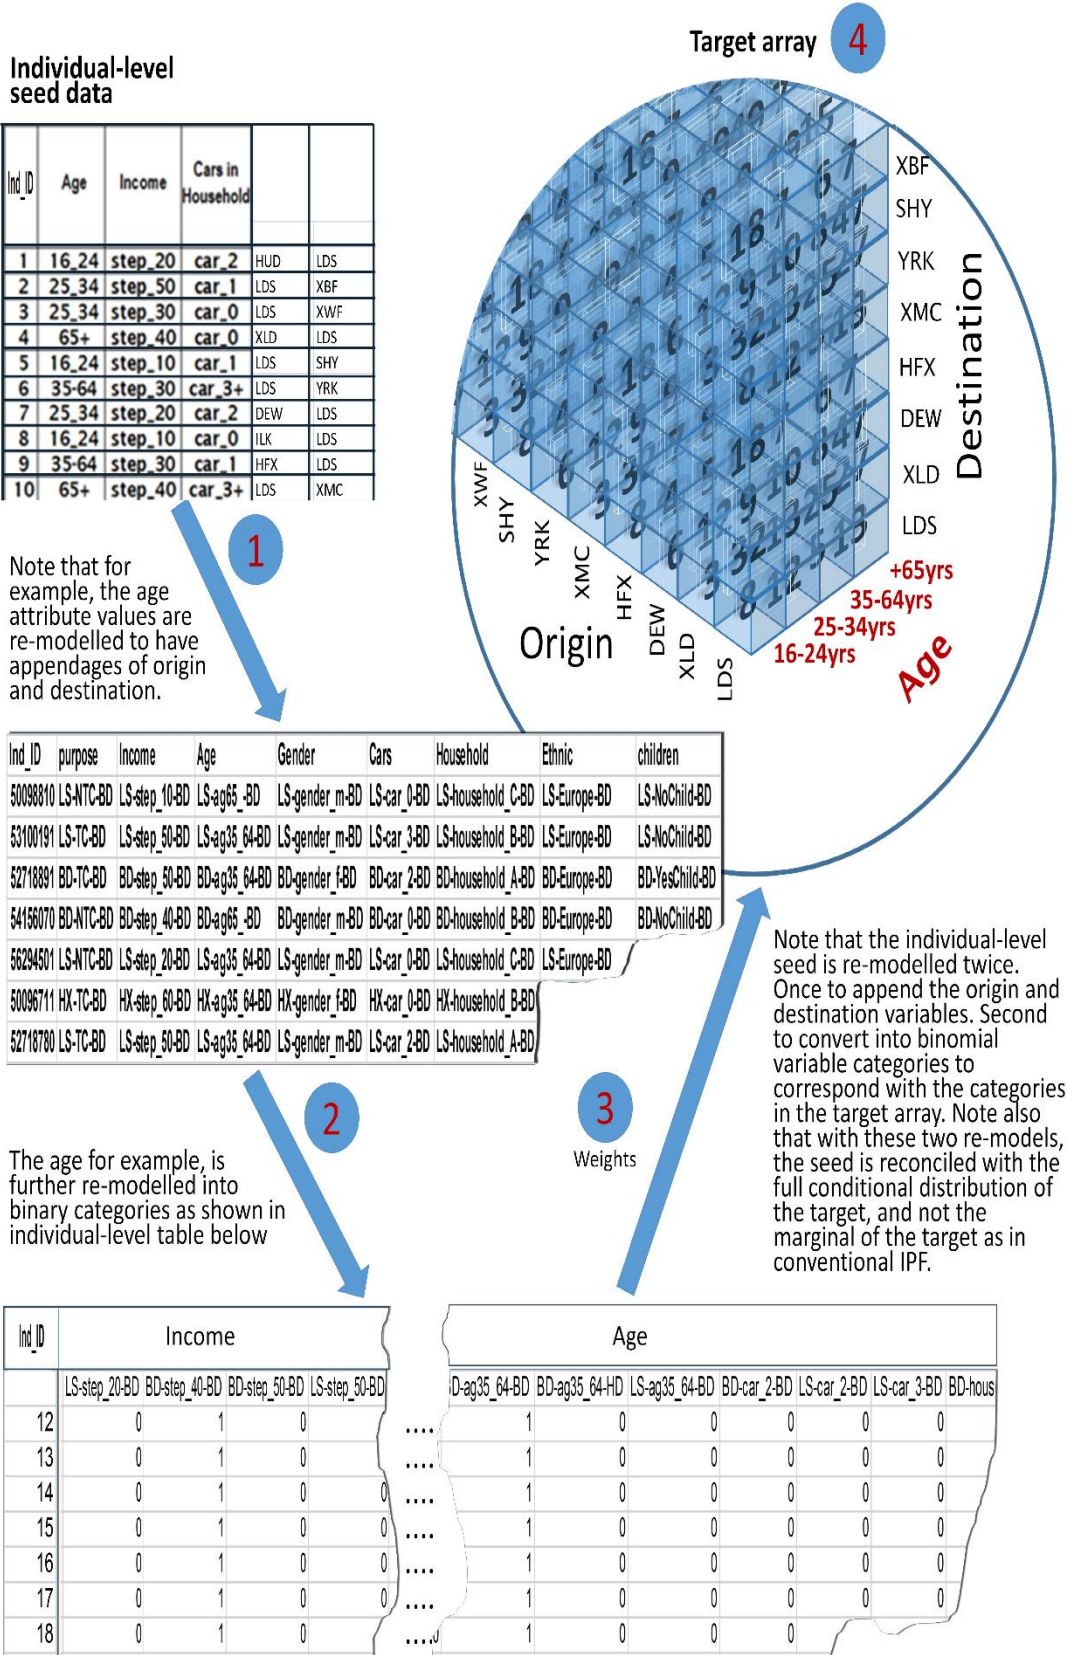 Target array 4
Individual-level
seed data
Ind_ID Age Income Cars in Household
1 16_24 step_20 car_2 HUD LDS
2 25_34 step_50 car_1 LDS XBF
3 25_34 step_30 car_0 LDS XWF
4 65+ step_40 car_0 XLD LDS
5 16_24 step_10 car_1 LDS SHY
6 35-64 step_30 car_3+ LDS YRK
7 25_34 step_20 car_2 DEW LDS
8 16_24 step_10 car_0 ILK LDS
9 35-64 step_30 car_1 HFX LDS
10 65+ step_40 car_3+ LDS XMC
XBF
SHY
YRK
XMC
HFX
DEW
XLD
LDS
Destination
XWF
SHY
YRK
XMC
HFX
DEW
XLD
LDS
Origin
+65yrs
35-64yrs
25-34yrs
16-24yrs
Age
1
Note that for
example, the age
attribute values are
re-modelled to have
appendages of origin
and destination.
Ind_ID purpose Income Age Gender Cars Household Ethnic children
50098810 LS-NTC-BD LS-step_10-BD LS-ag65_-BD LS-gender_m-BD LS-car_0-BD LS-household_C-BD LS-Europe-BD LS-NoChild-BD
53100191 LS-TC-BD LS-step_50-BD LS-ag35_64-BD LS-gender_m-BD LS-car_3-BD LS-household_B-BD LS-Europe-BD LS-NoChild-BD
52718891 BD-TC-BD BD-step_50-BD BD-ag35_64-BD BD-gender_f-BD BD-car_2-BD BD-household_A-BD BD-Europe-BD BD-YesChild-BD
54156070 BD-NTC-BD BD-step_40-BD BD-ag65_-BD BD-gender_m-BD BD-car_0-BD BD-household_B-BD BD-Europe-BD BD-NoChild-BD
56294501 LS-NTC-BD LS-step_20-BD LS-ag35_64-BD LS-gender_m-BD LS-car_0-BD LS-household_C-BD LS-Europe-BD
50096711 HX-TC-BD HX-step_60-BD HX-ag35_64-BD HX-gender_f-BD HX-car_0-BD HX-household_B-BD
52718780 LS-TC-BD LS-step_50-BD LS-ag35_64-BD LS-gender_m-BD LS-car_2-BD LS-household_A-BD
2
3
Weights
The age for example, is
further re-modelled into
binary categories as shown in
individual-level table below
Note that the individual-level
seed is re-modelled twice.
Once to append the origin and
destination variables. Second
to convert into binomial
variable categories to
correspond with the categories
in the target array. Note also
that with these two re-models,
the seed is reconciled with the
full conditional distribution of
the target, and not the
marginal of the target as in
conventional IPF.
Ind_ID Income Age
LS-step_20-BD BD-step_40-BD BD-step_50-BD LS-step_50-BD D-ag35_64-BD BD-ag35_64-HD LS-ag35_64-BD BD-car_2-BD LS-car_2-BD LS-car_3-BD BD-hous
12 0 1 0 .... 1 0 0 0 0 0
13 0 1 0 .... 1 0 0 0 0 0
14 0 1 0 0 .... 1 0 0 0 0 0
15 0 1 0 0 .... 1 0 0 0 0 0
16 0 1 0 0 .... 1 0 0 0 0 0
17 0 1 0 0 .... 1 0 0 0 0 0
18 0 1 0 .... 1 0 0 0